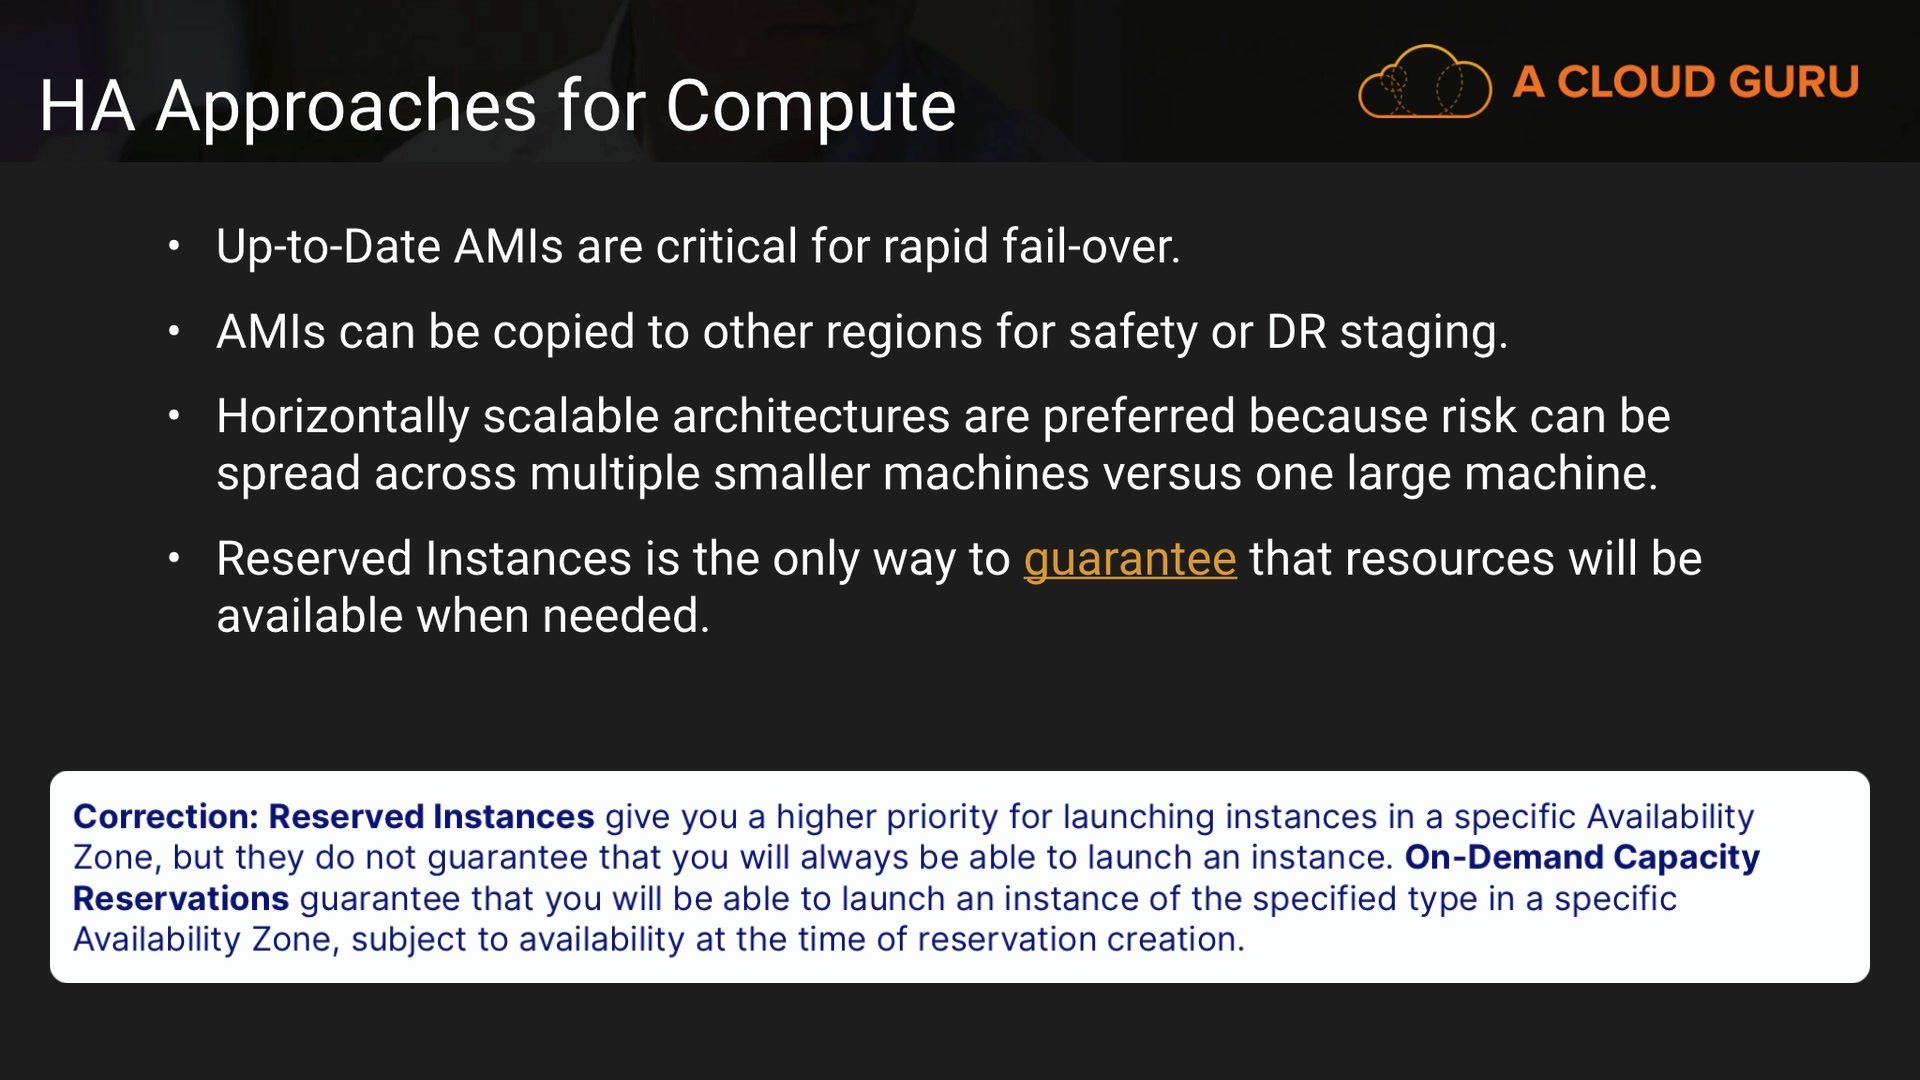 HA Approaches for Compute
A CLOUD GURU
• Up-to-Date AMIs are critical for rapid fail-over.
• AMIs can be copied to other regions for safety or DR staging.
• Horizontally scalable architectures are preferred because risk can be
spread across multiple smaller machines versus one large machine.
• Reserved Instances is the only way to guarantee that resources will be
available when needed.
Correction: Reserved Instances give you a higher priority for launching instances in a specific Availability
Zone, but they do not guarantee that you will always be able to launch an instance. On-Demand Capacity
Reservations guarantee that you will be able to launch an instance of the specified type in a specific
Availability Zone, subject to availability at the time of reservation creation.